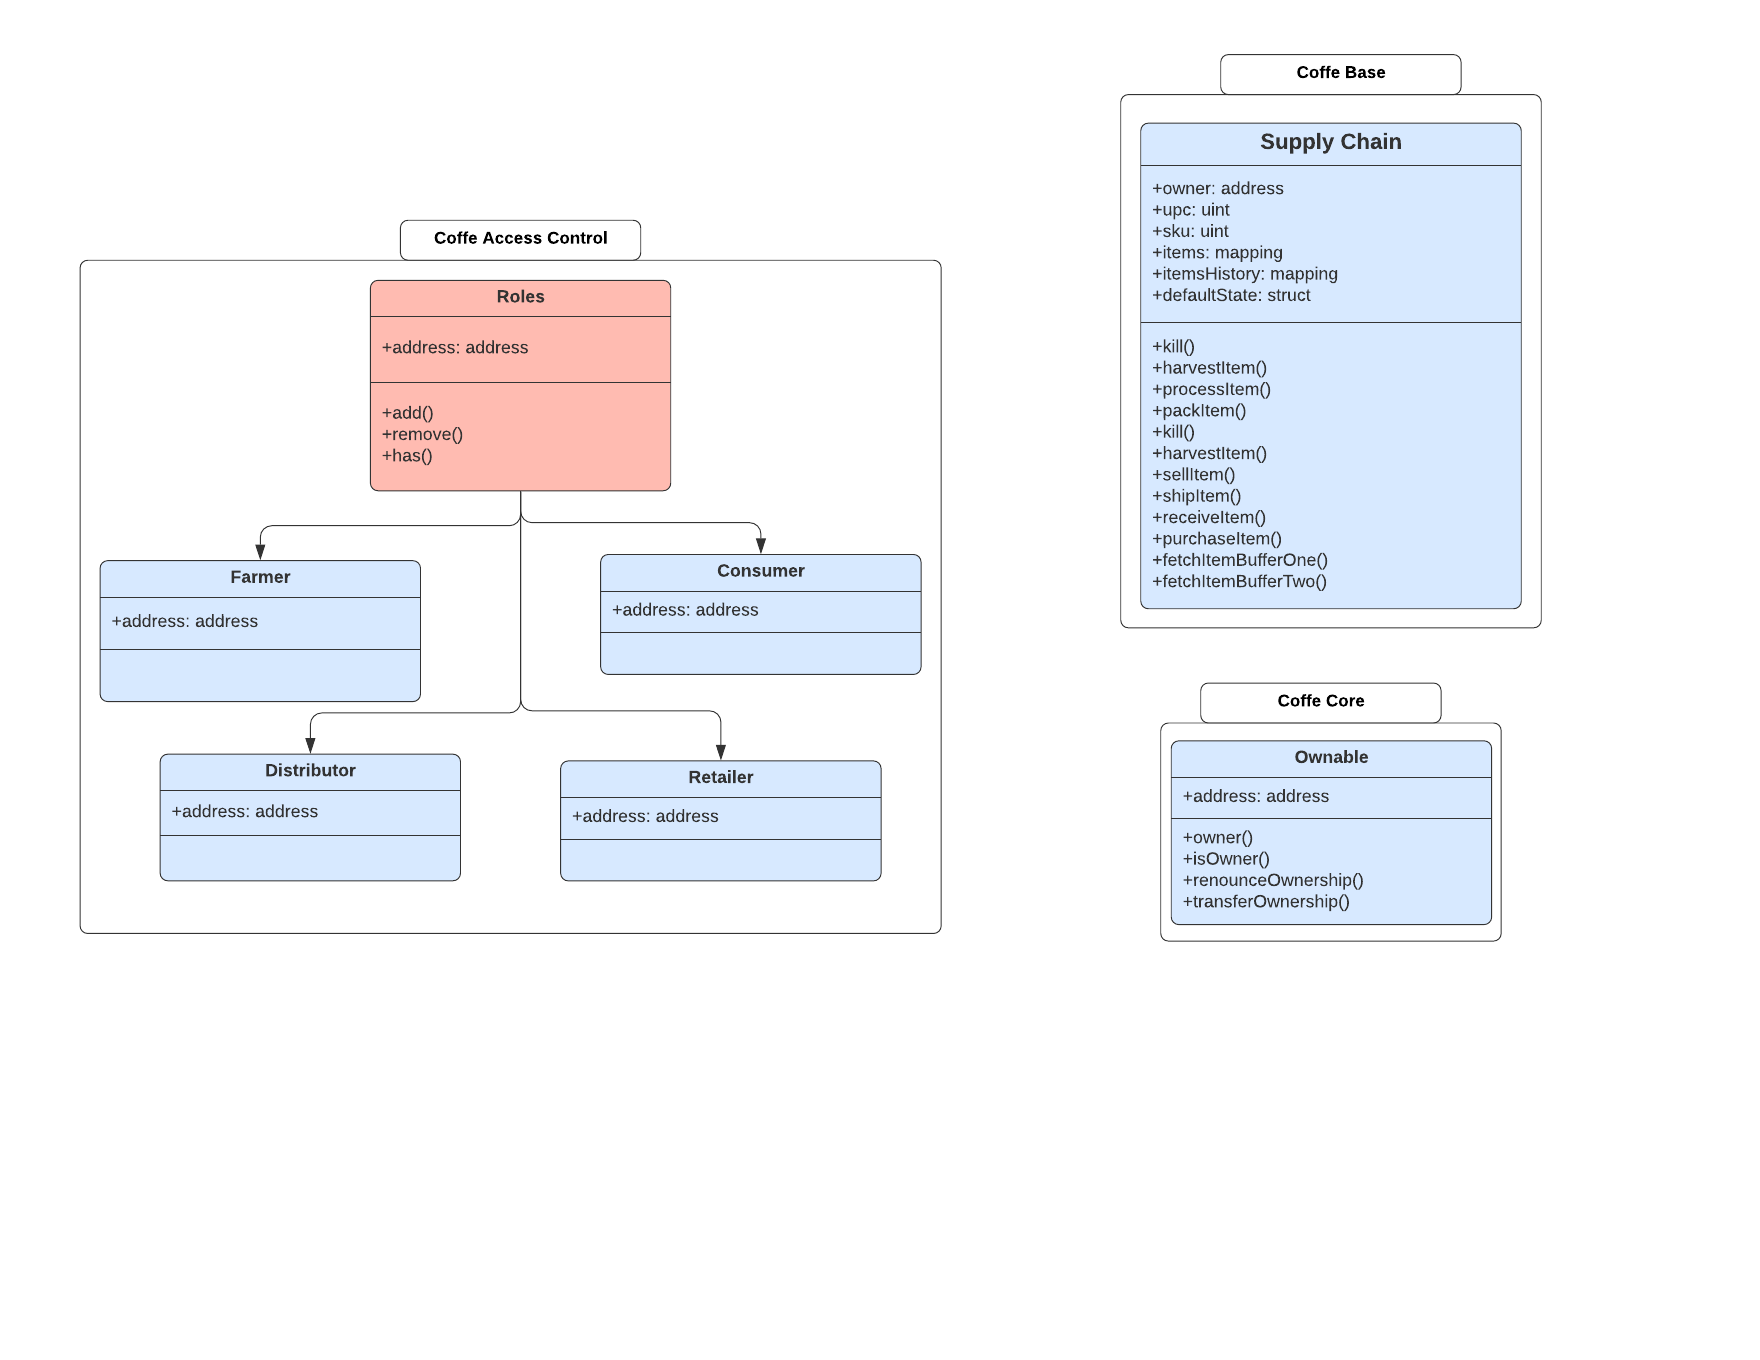 Coffe Access Control
Roles
+address: address
+add()
+remove()
+has()
Farmer
+address: address
Consumer
+address: address
Distributor
+address: address
Retailer
+address: address
Coffe Base
Supply Chain
+owner: address
+upc: uint
+sku: uint
+items: mapping
+itemsHistory: mapping
+defaultState: struct
+kill()
+harvestItem()
+processItem()
+packItem()
+kill()
+harvestItem()
+sellItem()
+shipItem()
+receiveItem()
+purchaseItem()
+fetchItemBufferOne()
+fetchItemBufferTwo()
Coffe Core
Ownable
+address: address
+owner()
+isOwner()
+renounceOwnership()
+transferOwnership()